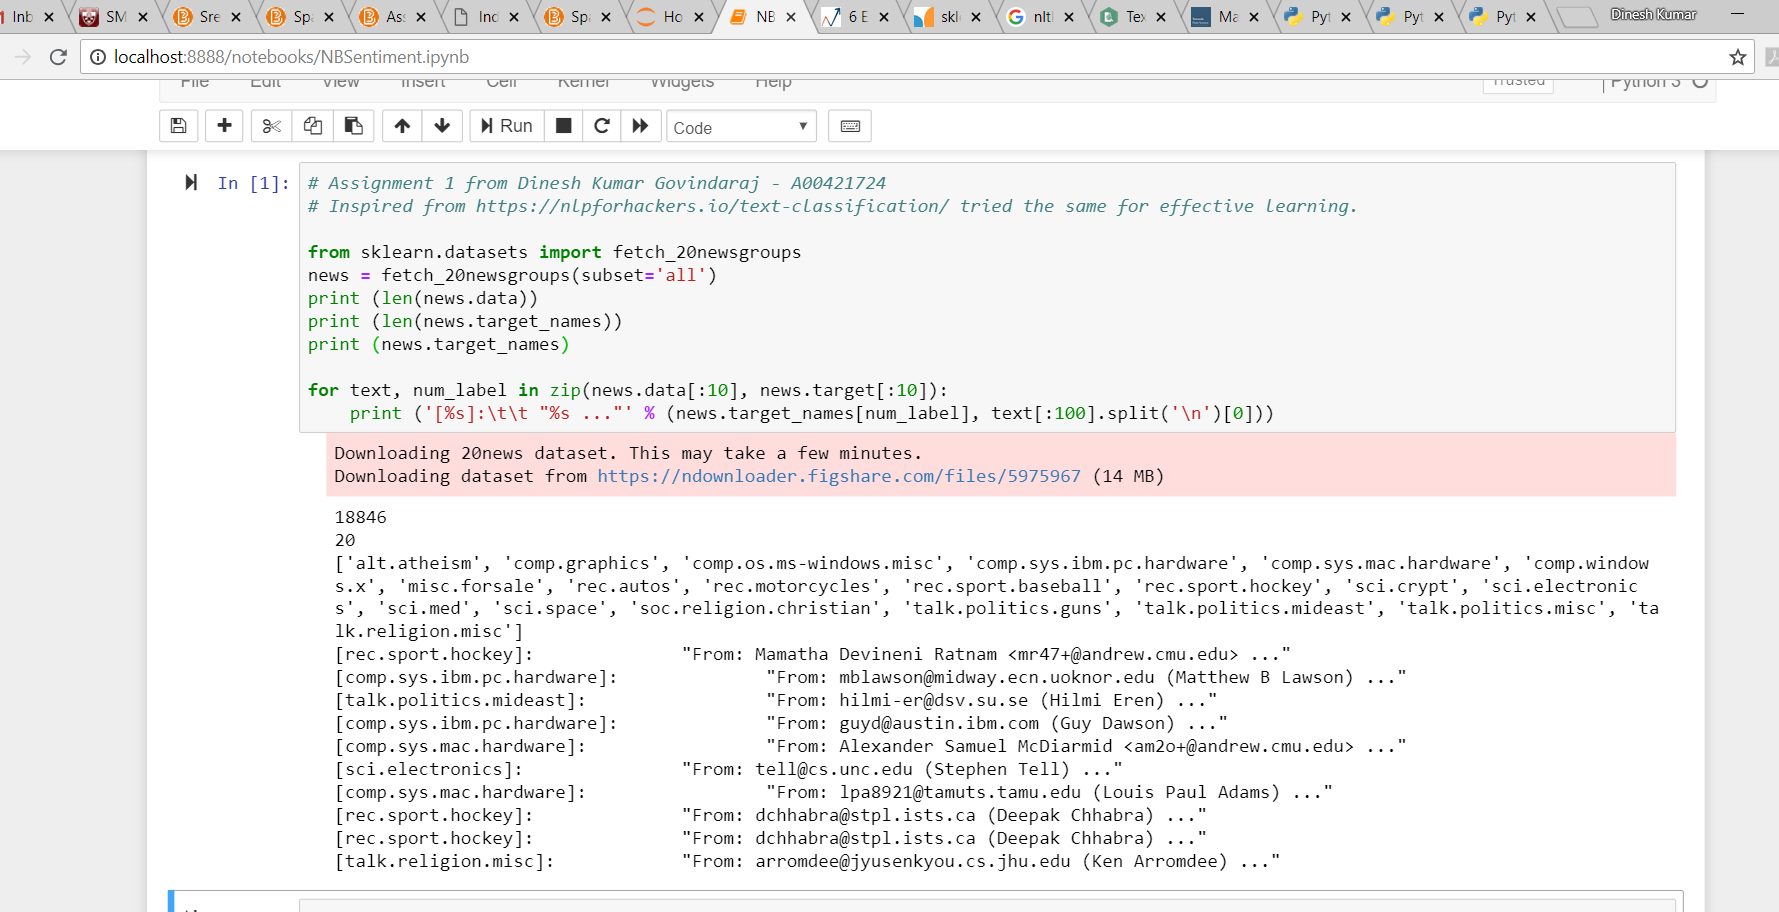 Inb
SM
Sre
Spa
Ass
Ind
Spa
Ho
NB
6 E
skl
nlt
Tex
Ma
Pyt
Pyt
Pyt
Dinesh Kumar
localhost:8888/notebooks/NBSentiment.ipynb
File Edit View Insert Cell Kernel Widgets Help Trusted Python 3
Run
Code
In [1]:
# Assignment 1 from Dinesh Kumar Govindaraj - A00421724
# Inspired from https://nlpforhackers.io/text-classification/ tried the same for effective learning.
from sklearn.datasets import fetch_20newsgroups
news = fetch_20newsgroups(subset='all')
print (len(news.data))
print (len(news.target_names))
print (news.target_names)
for text, num_label in zip(news.data[:10], news.target[:10]):
print ('[%s]:\t\t "%s ..."' % (news.target_names[num_label], text[:100].split('\n')[0]))
Downloading 20news dataset. This may take a few minutes.
Downloading dataset from https://ndownloader.figshare.com/files/5975967 (14 MB)
18846
20
['alt.atheism', 'comp.graphics', 'comp.os.ms-windows.misc', 'comp.sys.ibm.pc.hardware', 'comp.sys.mac.hardware', 'comp.window
s.x', 'misc.forsale', 'rec.autos', 'rec.motorcycles', 'rec.sport.baseball', 'rec.sport.hockey', 'sci.crypt', 'sci.electronic
s', 'sci.med', 'sci.space', 'soc.religion.christian', 'talk.politics.guns', 'talk.politics.mideast', 'talk.politics.misc', 'ta
lk.religion.misc']
[rec.sport.hockey]: "From: Mamatha Devineni Ratnam <mr47+@andrew.cmu.edu> ..."
[comp.sys.ibm.pc.hardware]: "From: mblawson@midway.ecn.uoknor.edu (Matthew B Lawson) ..."
[talk.politics.mideast]: "From: hilmi-er@dsv.su.se (Hilmi Eren) ..."
[comp.sys.ibm.pc.hardware]: "From: guyd@austin.ibm.com (Guy Dawson) ..."
[comp.sys.mac.hardware]: "From: Alexander Samuel McDiarmid <am2o+@andrew.cmu.edu> ..."
[sci.electronics]: "From: tell@cs.unc.edu (Stephen Tell) ..."
[comp.sys.mac.hardware]: "From: lpa8921@tamuts.tamu.edu (Louis Paul Adams) ..."
[rec.sport.hockey]: "From: dchhabra@stpl.ists.ca (Deepak Chhabra) ..."
[rec.sport.hockey]: "From: dchhabra@stpl.ists.ca (Deepak Chhabra) ..."
[talk.religion.misc]: "From: arromdee@jyusenkyou.cs.jhu.edu (Ken Arromdee) ..."